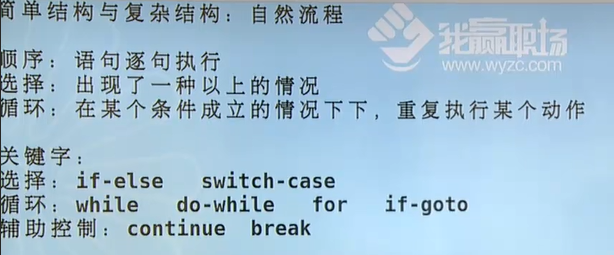 简单结构与复杂结构：自然流程
我赢职场
www.wyzc.com
顺序：语句逐句执行
选择：出现了一种以上的情况
循环：在某个条件成立的情况下下，重复执行某个动作
关键字：
选择：if-else switch-case
循环：while do-while for if-goto
辅助控制：continue break